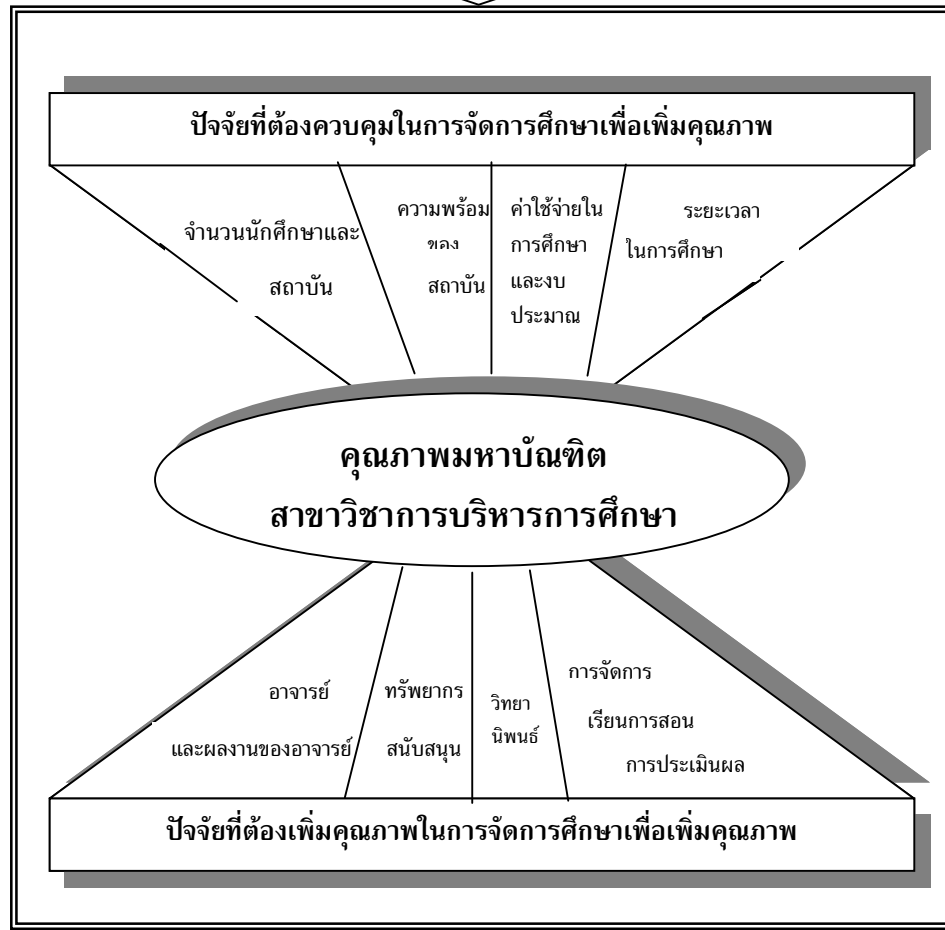 ปัจจัยที่ต้องควบคุมในการจัดการศึกษาเพื่อเพิ่มคุณภาพ
จำนวนนักศึกษาและ
สถาบัน
ความพร้อม
ของ
สถาบัน
ค่าใช้จ่ายใน
การศึกษา
และงบ
ประมาณ
ระยะเวลา
ในการศึกษา
คุณภาพมหาบัณฑิต
สาขาวิชาการบริหารการศึกษา
อาจารย์
และผลงานของอาจารย์
ทรัพยากร
สนับสนุน
วิทยา
นิพนธ์
การจัดการ
เรียนการสอน
การประเมินผล
ปัจจัยที่ต้องเพิ่มคุณภาพในการจัดการศึกษาเพื่อเพิ่มคุณภาพ